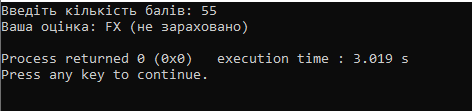 Введіть кількість балів: 55
Ваша оцінка: FX (не зараховано)
Process returned 0 (0x0)   execution time : 3.019 s
Press any key to continue.